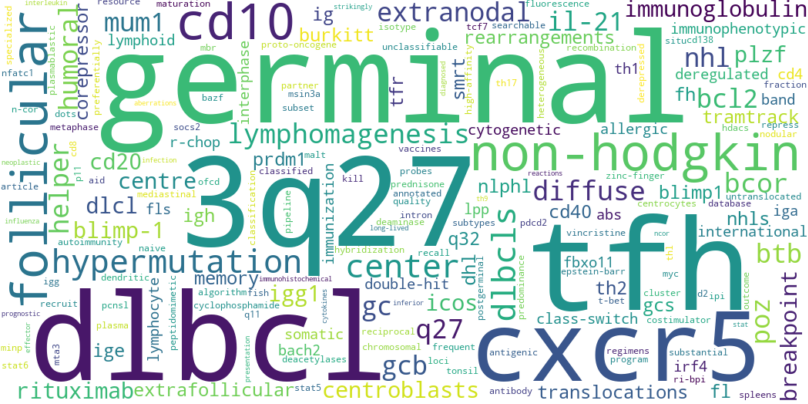 germinal
3q27
dlbcl
tfh
cxcr5
follicular
non-hodgkin
cd10
extranodal
immunoglobulin
mum1
ig
burkitt
il-21
rearrangements
immunophenotypic
lymphoid
humoral
corepressor
nhl
plzf
deregulated
cd4
th1
fh
bcl2
band
tramtrack
smrt
tfr
interphase
lymphomagenesis
cytogenetic
allergic
r-chop
cd20
prdm1
centre
helper
dlcl
fls
blimp-1
igh
hypermutation
memory
center
immunization
nlphl
diffuse
blimp1
bcor
lpp
cd40
abs
nhls
iga
international
q32
dlbcls
fbxo11
btb
poz
breakpoint
double-hit
dhl
th2
gcs
icos
gc
igg1
lymphocyte
ige
somatic
bach2
gcb
q27
class-switch
irf4
ri-bpi
rituximab
extrafollicular
centroblasts
translocations
fl
antibody
spleens
specialized
plasmablastic
interleukin
maturation
resource
strikingly
fluorescence
searchable
isotype
tcf7
situ
cd138
mbr
proto-oncogene
unclassifiable
recombination
heterogeneous
high-affinity
diagnosed
derepressed
th17
preferentially
nfatc1
n-cor
dots
metaphase
cd8
p11
neoplastic
article
influenza
aid
infection
mediastinal
autoimmunity
naive
bazf
msin3a
subset
partner
socs2
aberrations
vaccines
malt
classified
kill
probes
prednisone
annotated
quality
ofcd
classification
pipeline
intron
deaminase
long-lived
subtypes
pdcd2
th9
hybridization
recall
vincristine
epstein-barr
postgerminal
predominance
hdacs
repress
fraction
nodular
zinc-finger
reactions
centrocytes
untranslocated
database
ncor
myc
cell
cluster
d2
ipi
t-bet
costimulator
outcome
stat
igg
dendritic
immunohistochemical
recruit
pcnsl
algorithm
fish
cyclophosphamide
q11
inferior
cytokines
peptidomimetic
prognostic
effector
plasma
minp
mta3
stat6
reciprocal
chromosomal
frequent
deacetylases
loci
tonsil
presentation
stat5
antigenic
regimens
program
substantial